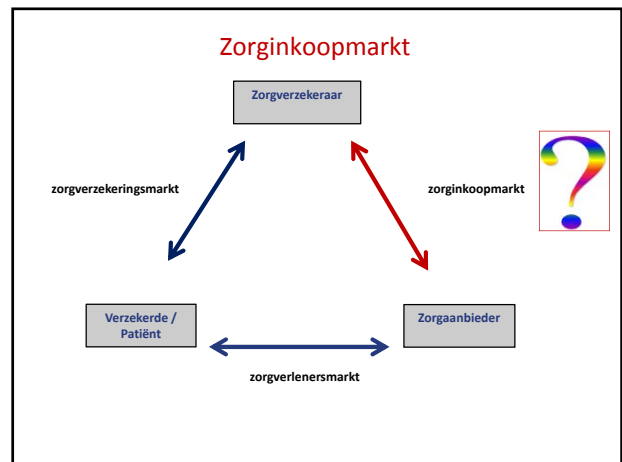 Zorginkoopmarkt
Zorgverzekeraar
zorgverzekeringsmarkt
zorginkoopmarkt
?
Verzekerde /
Patiënt
Zorgaanbieder
zorgverlenersmarkt